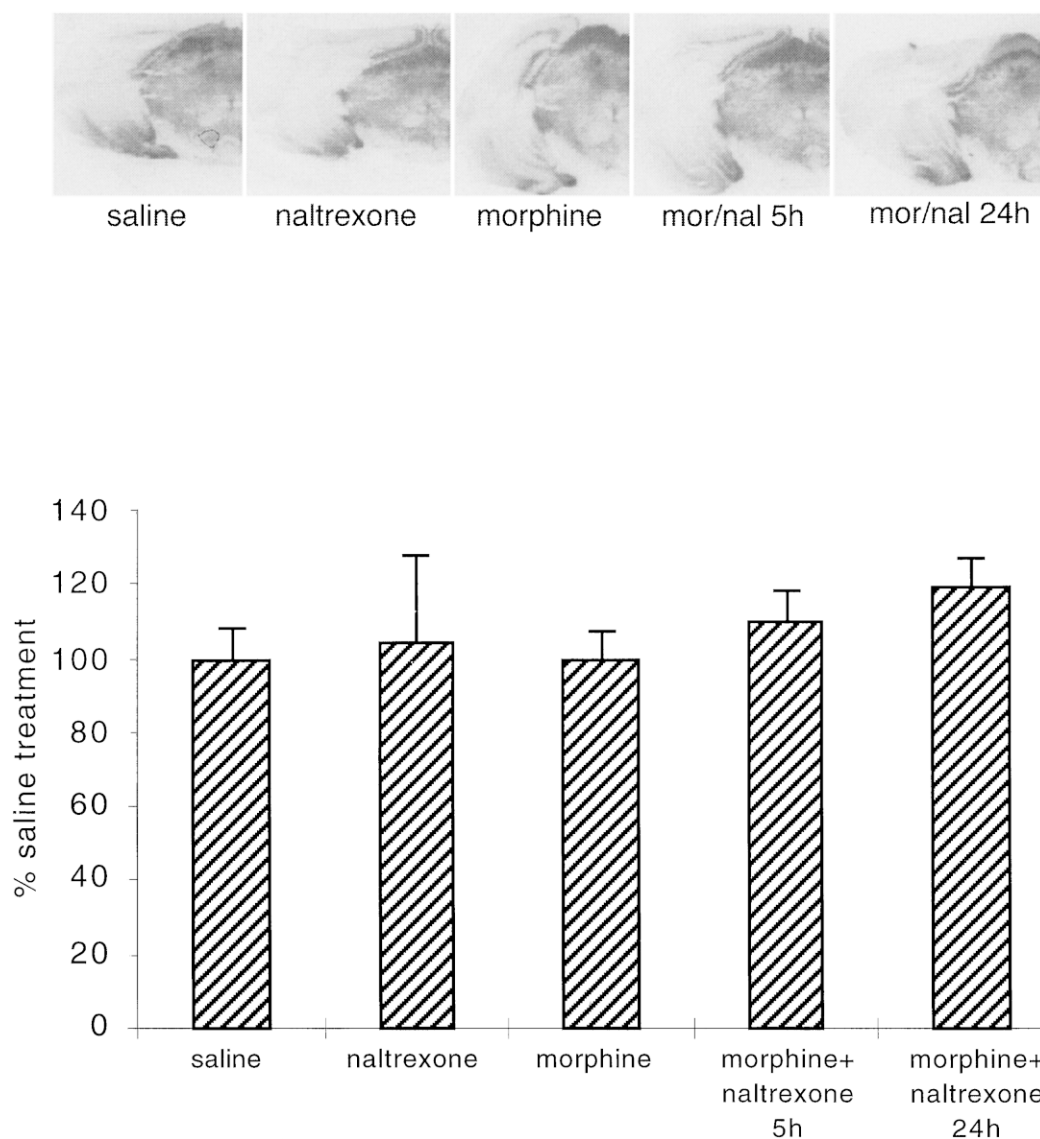 saline naltrexone morphine mor/nal 5h mor/nal 24h
140
120
100
80
60
40
20
0
% saline treatment
saline naltrexone morphine morphine+ morphine+
naltrexone naltrexone
5h 24h